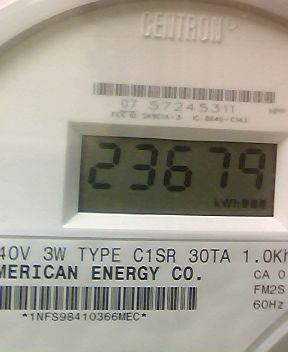 CENTRON
07 57245311
23679
kWh
40V 3W TYPE C1SR 30TA 1.0Kh
MERICAN ENERGY CO.
CA 0
FM2S
60Hz
*1NFS98410366MEC*